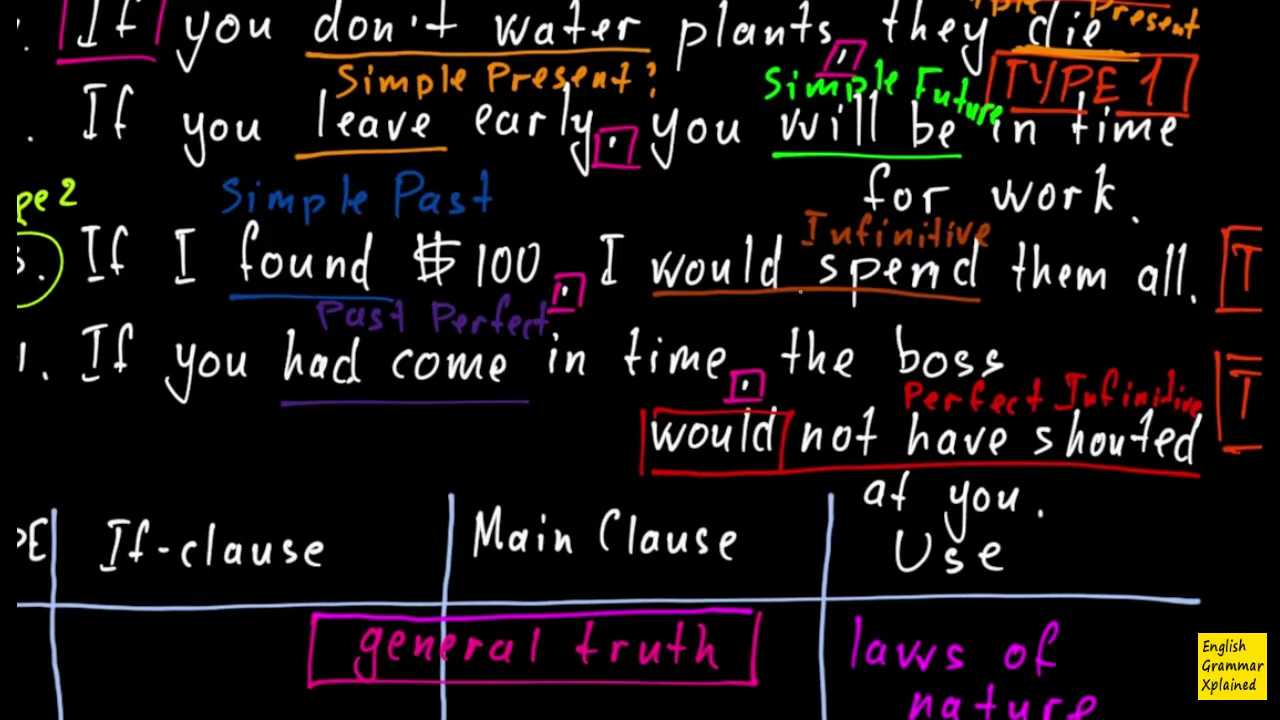 If you don't water plants, they die
Simple Present? Simple Future TYPE 1
If you leave early, you will be in time
for work.
pe 2 Simple Past
3. If I found $100, I would spend them all.
Infinitive
Past Perfect
If you had come in time, the boss
Perfect Infinitive
would not have shouted
at you.
PE If-clause Main Clause Use
general truth laws of
nature
English
Grammar
Xplained